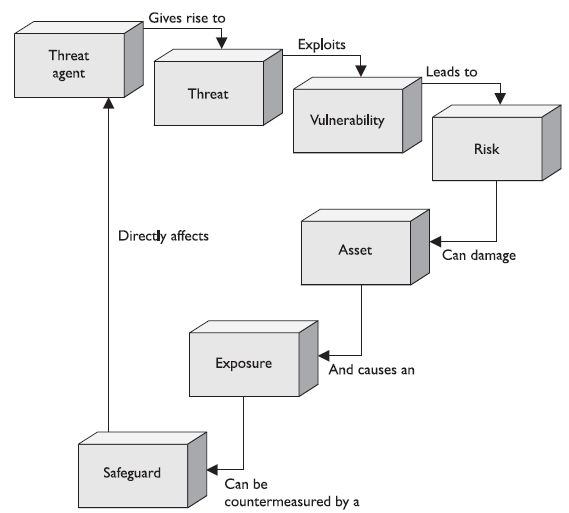 Gives rise to
Threat
agent
Exploits
Threat
Leads to
Vulnerability
Risk
Directly affects
Asset
Can damage
Exposure
And causes an
Safeguard
Can be
countermeasured by a